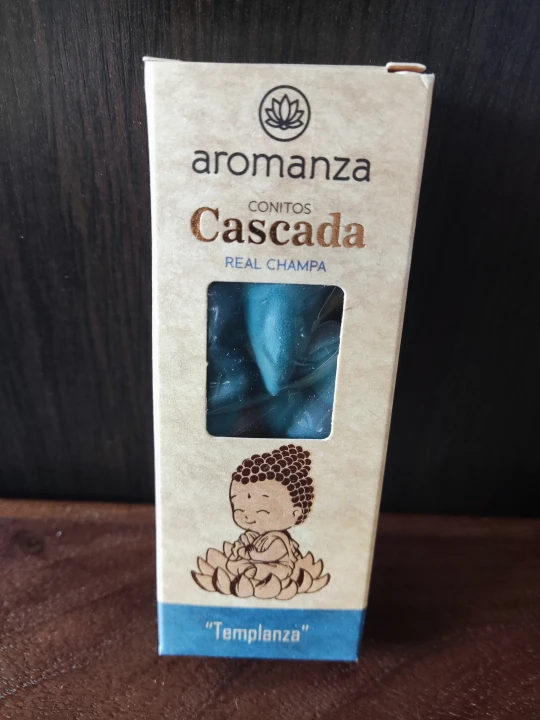 aromanza
CONITOS
Cascada
REAL CHAMPA
"Templanza"